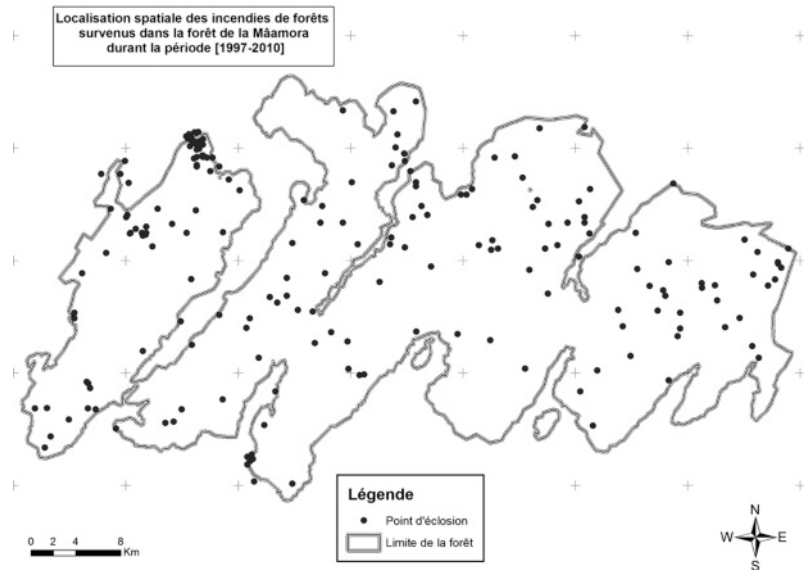 Localisation spatiale des incendies de forêts
survenus dans la forêt de la Mâamora
durant la période [1997-2010]
Légende
Point d'éclosion
Limite de la forêt
0 2 4 8
Km
N
W E
S